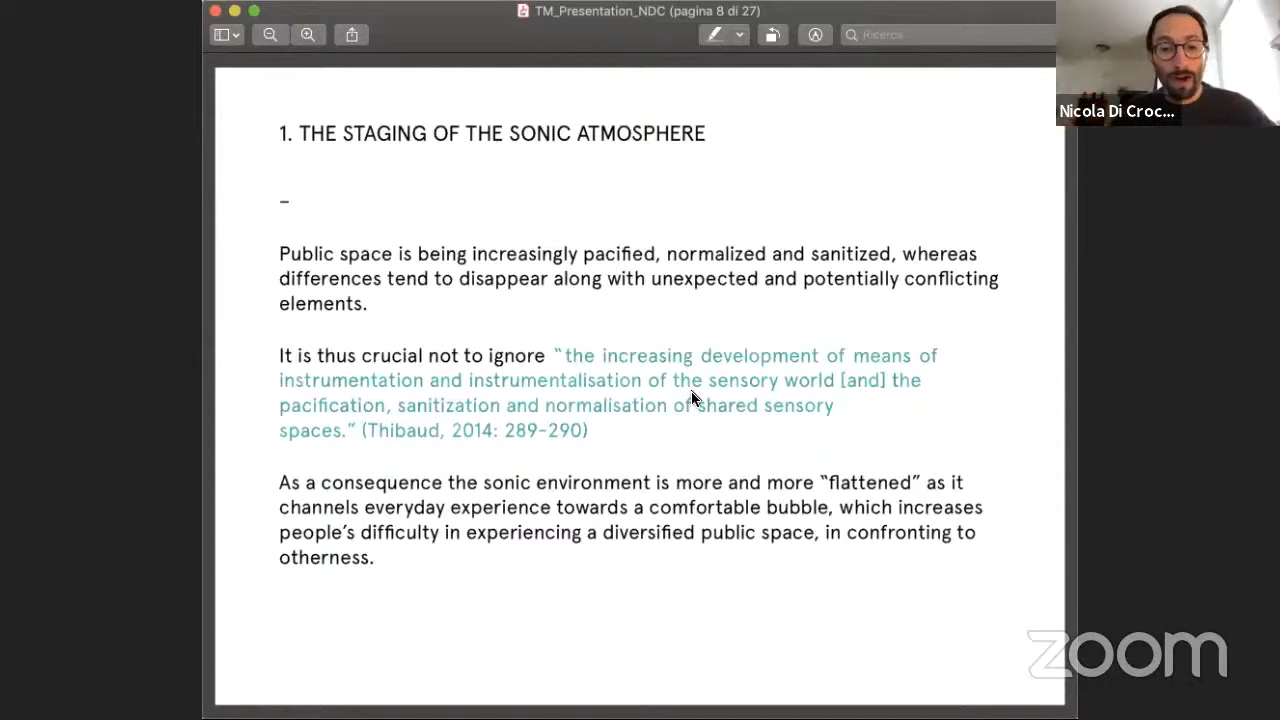 TM_Presentation_NDC (pagina 8 di 27)
Ricerca
Nicola Di Croc...
1. THE STAGING OF THE SONIC ATMOSPHERE
–
Public space is being increasingly pacified, normalized and sanitized, whereas
differences tend to disappear along with unexpected and potentially conflicting
elements.
It is thus crucial not to ignore “the increasing development of means of
instrumentation and instrumentalisation of the sensory world [and] the
pacification, sanitization and normalisation of shared sensory
spaces.” (Thibaud, 2014: 289-290)
As a consequence the sonic environment is more and more “flattened” as it
channels everyday experience towards a comfortable bubble, which increases
people’s difficulty in experiencing a diversified public space, in confronting to
otherness.
zoom